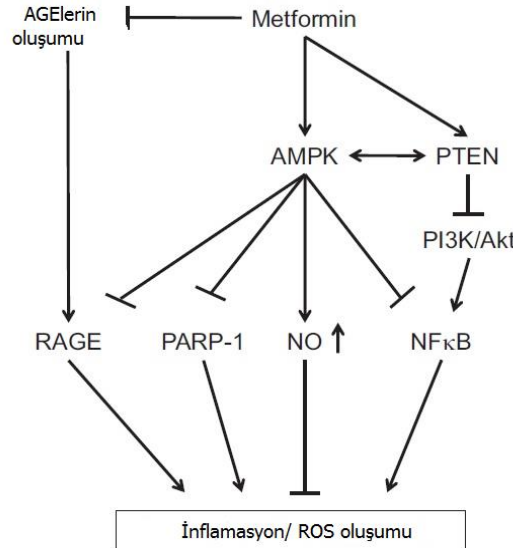 AGElerin
oluşumu
Metformin
AMPK
PTEN
PI3K/Akt
RAGE
PARP-1
NO
NFκB
İnflamasyon/ ROS oluşumu